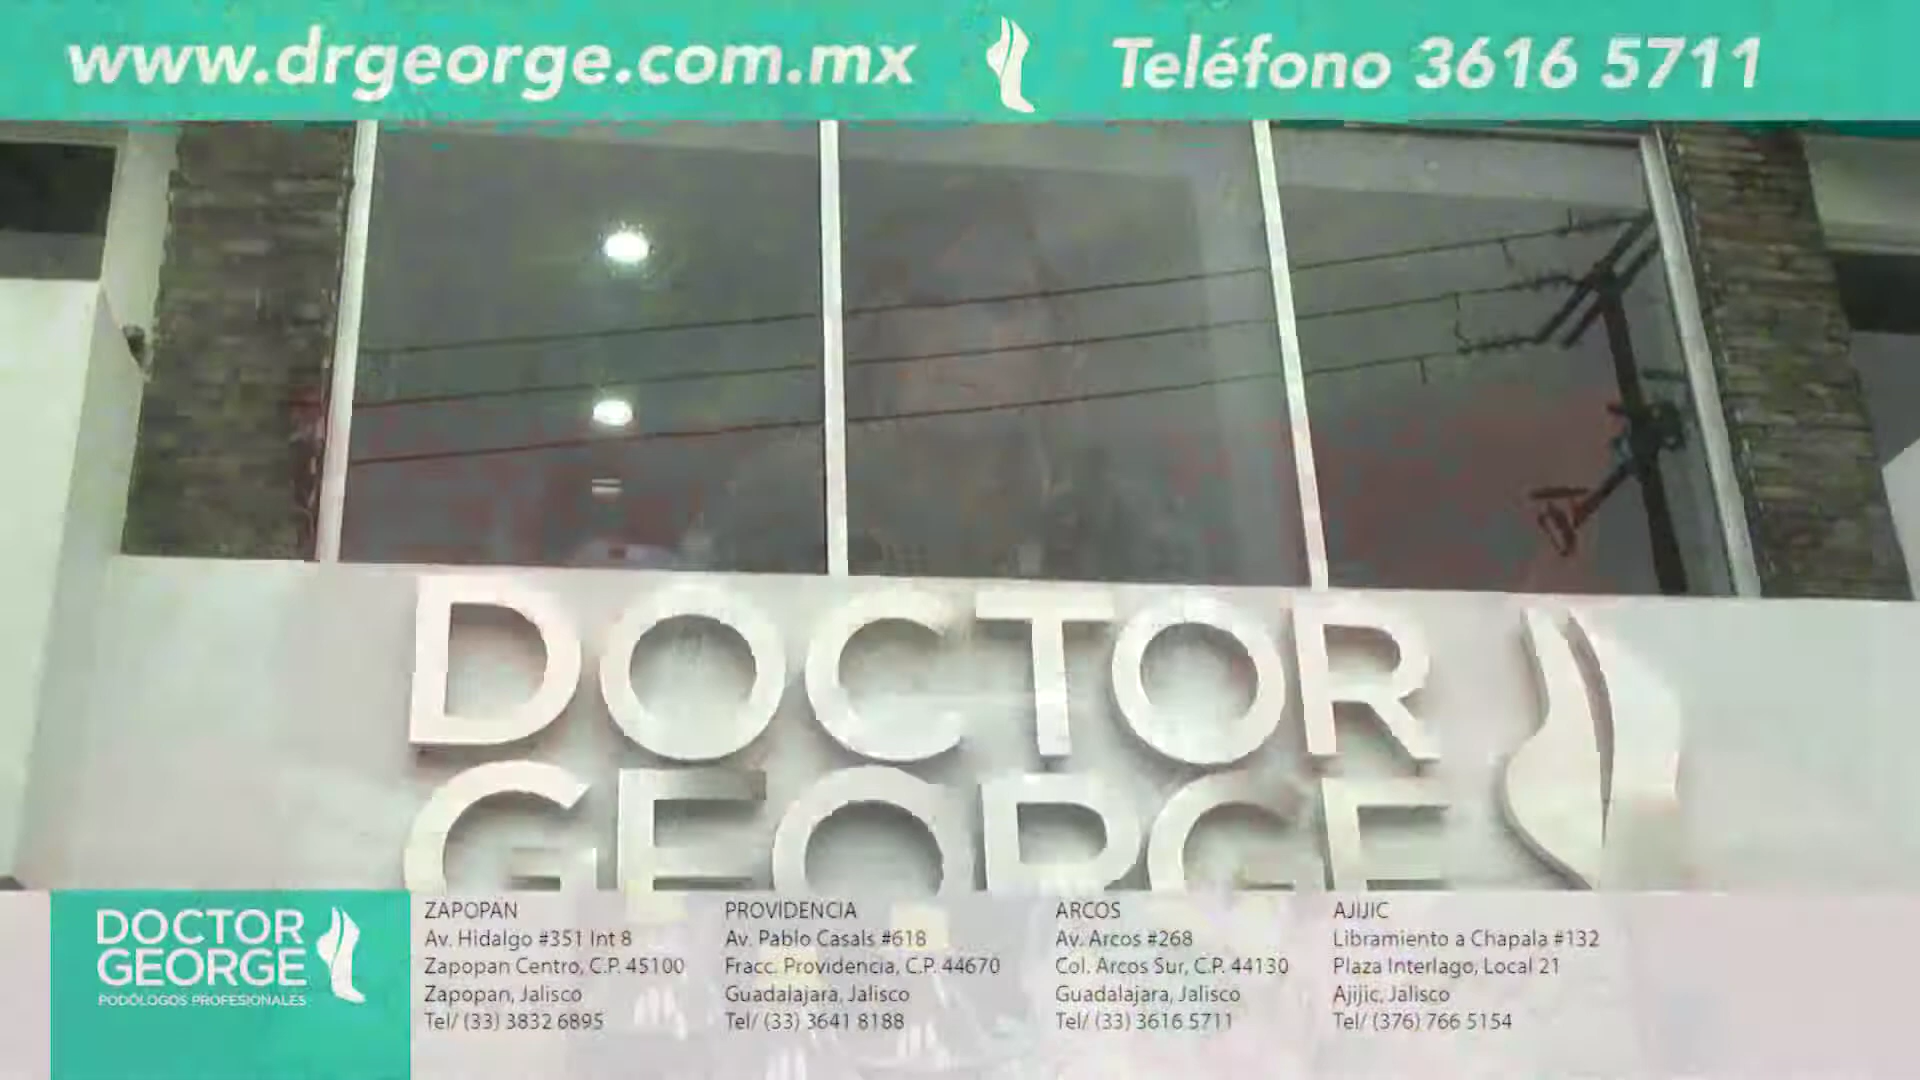 www.drgeorge.com.mx
Teléfono 3616 5711
DOCTOR
GEORGE
DOCTOR
GEORGE
PODÓLOGOS PROFESIONALES
ZAPOPAN
Av. Hidalgo #351 Int 8
Zapopan Centro, C.P. 45100
Zapopan, Jalisco
Tel/ (33) 3832 6895
PROVIDENCIA
Av. Pablo Casals #618
Fracc. Providencia, C.P. 44670
Guadalajara, Jalisco
Tel/ (33) 3641 8188
ARCOS
Av. Arcos #268
Col. Arcos Sur, C.P. 44130
Guadalajara, Jalisco
Tel/ (33) 3616 5711
AJIJIC
Libramiento a Chapala #132
Plaza Interlago, Local 21
Ajijic, Jalisco
Tel/ (376) 766 5154